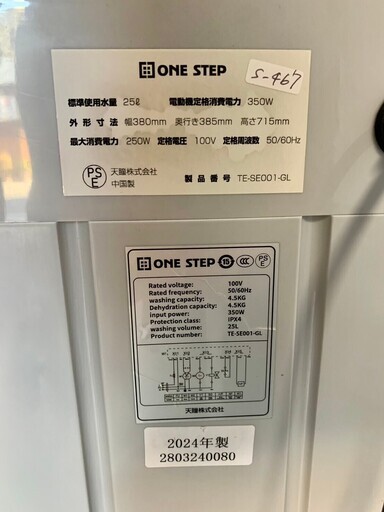 ONE STEP
S-467
標準使用水量 25ℓ 電動機定格消費電力 350W
外形寸法 幅380mm 奥行き385mm 高さ715mm
最大消費電力 250W 定格電圧 100V 定格周波数 50/60Hz
PSE
天瞳株式会社
中国製
製品番号 TE-SE001-GL
ONE STEP 15 CCC PSE
Rated voltage: 100V
Rated frequency: 50/60Hz
washing capacity: 4.5KG
Dehydration capacity: 4.5KG
input power: 350W
Protection class: IPX4
washing volume: 25L
Product number: TE-SE001-GL
天瞳株式会社
2024年製
2803240080